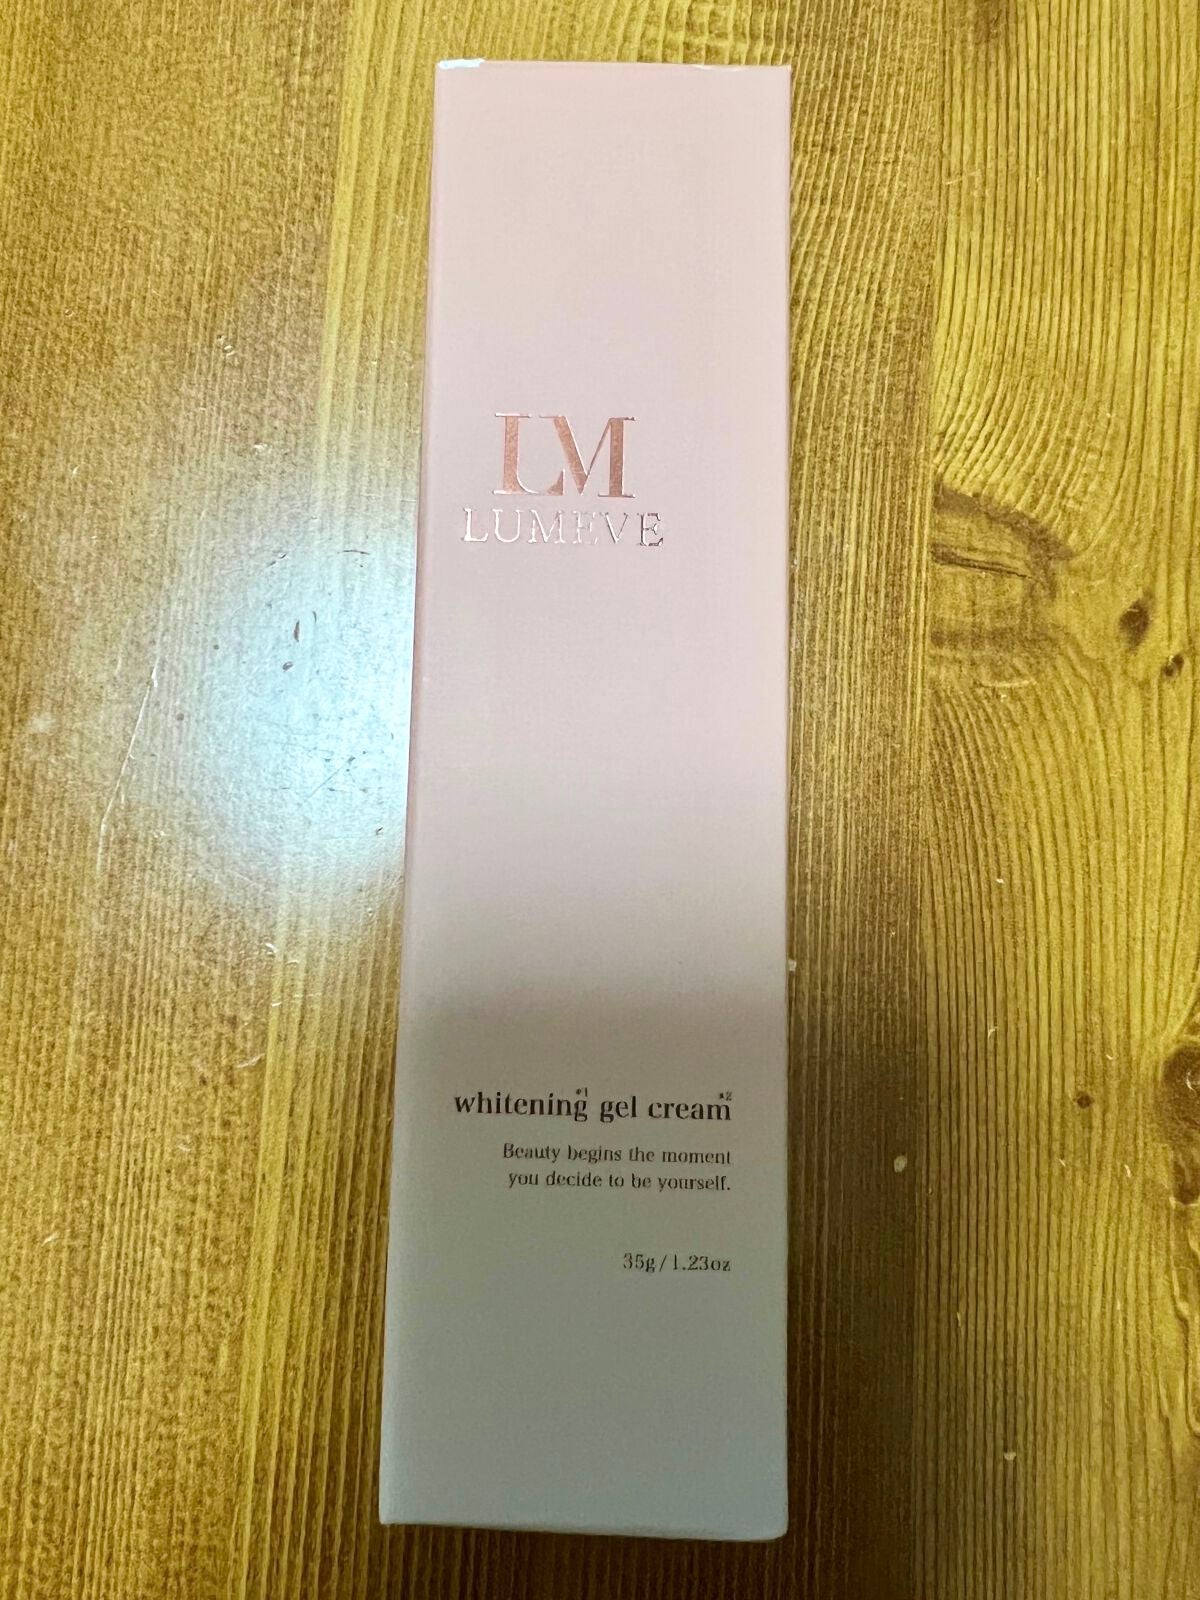 LM
LUMEVE
whitening*1 gel cream*2
Beauty begins the moment
you decide to be yourself.
35g / 1.23oz